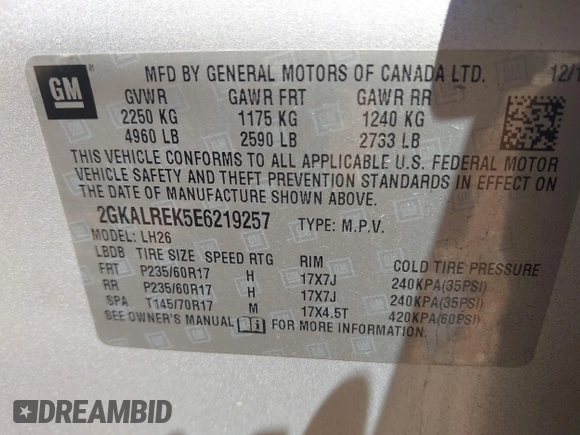 GM
MFD BY GENERAL MOTORS OF CANADA LTD. 12/1
GVWR GAWR FRT GAWR RR
2250 KG 1175 KG 1240 KG
4960 LB 2590 LB 2733 LB
THIS VEHICLE CONFORMS TO ALL APPLICABLE U.S. FEDERAL MOTOR
VEHICLE SAFETY AND THEFT PREVENTION STANDARDS IN EFFECT ON
THE DATE OF MANUFACTURE SHOWN ABOVE.
2GKALREK5E6219257 TYPE: M.P.V.
MODEL: LH26
LBDB TIRE SIZE SPEED RTG RIM COLD TIRE PRESSURE
FRT P235/60R17 H 17X7J 240KPA(35PSI)
RR P235/60R17 H 17X7J 240KPA(35PSI)
SPA T145/70R17 M 17X4.5T 420KPA(60PSI)
SEE OWNER'S MANUAL FOR MORE INFORMATION.
DREAMBID